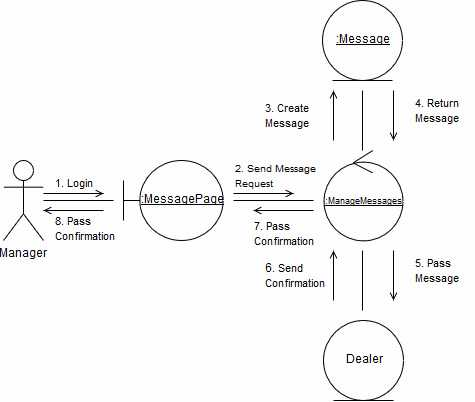 :Message
3. Create
Message
4. Return
Message
1. Login
2. Send Message
Request
:MessagePage
:ManageMessages
8. Pass
Confirmation
7. Pass
Confirmation
Manager
6. Send
Confirmation
5. Pass
Message
Dealer